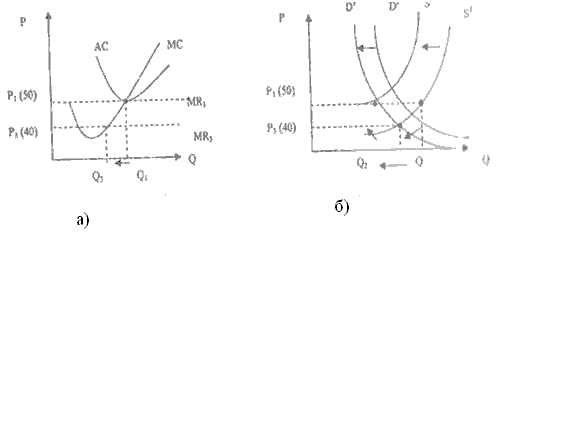 P
AC
MC
P₁ (50)
MR₁
P₃ (40)
MR₃
Q₃
Q₁
Q
а)
P
D'
D'
S
S¹
P₁ (50)
P₃ (40)
Q₂
Q
Q
б)